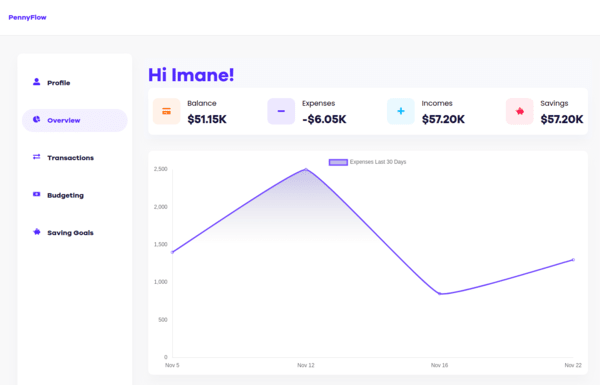 PennyFlow
Profile
Overview
Transactions
Budgeting
Saving Goals
Hi Imane!
Balance
$51.15K
Expenses
-$6.05K
Incomes
$57.20K
Savings
$57.20K
Expenses Last 30 Days
2.500
2.000
1.500
1.000
500
0
Nov 5
Nov 12
Nov 16
Nov 22